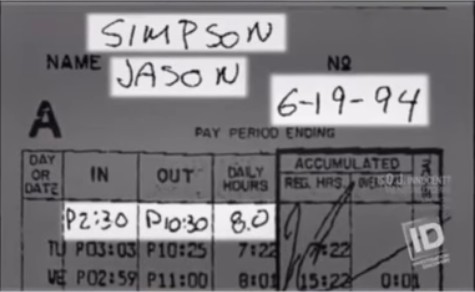 SIMPSON
NAME JASON No
6-19-94
A
PAY PERIOD ENDING
DAY OR DATE IN OUT DAILY HOURS ACCUMULATED
REG. HRS.
P2:30 P10:30 8.0
TU P03:03 P10:25 7:22 7:22
WE P02:59 P11:00 8:01 15:22 0:01
ID